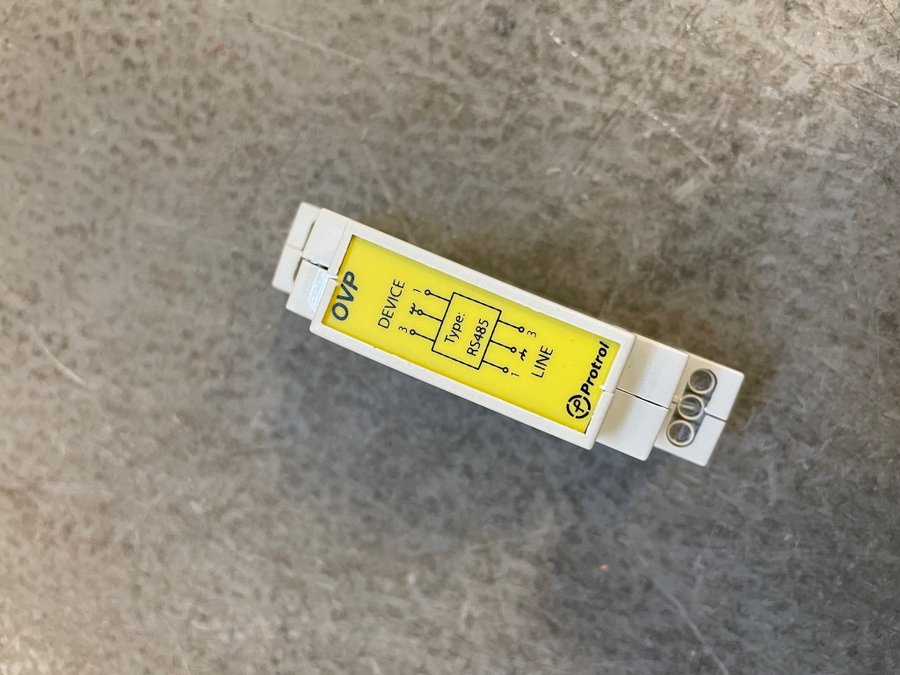 OVP
DEVICE
1
3
Type:
RS485
3
1
LINE
Protrol